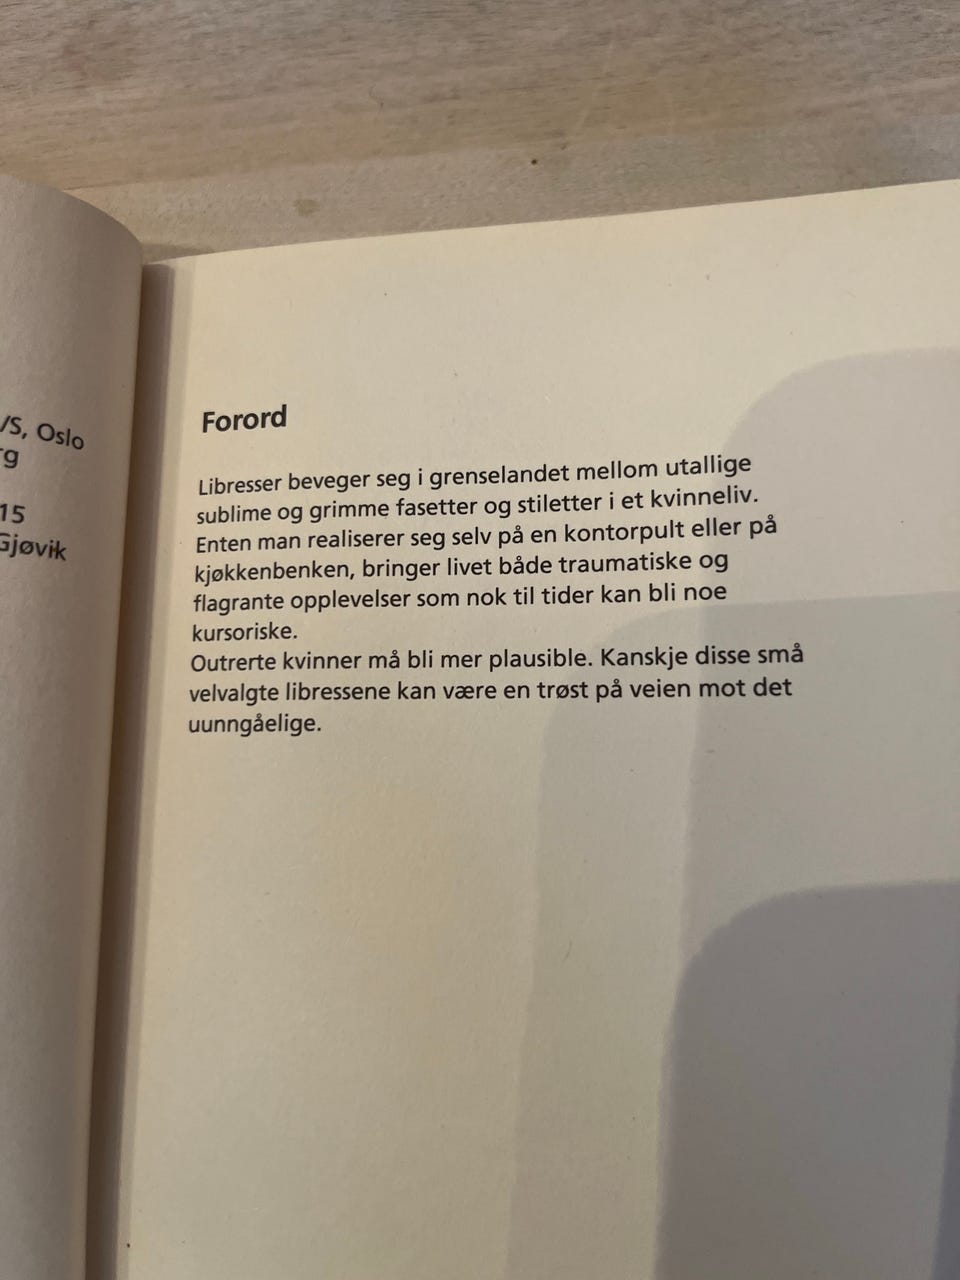 /S, Oslo
rg
15
Gjøvik
Forord
Libresser beveger seg i grenselandet mellom utallige
sublime og grimme fasetter og stiletter i et kvinneliv.
Enten man realiserer seg selv på en kontorpult eller på
kjøkkenbenken, bringer livet både traumatiske og
flagrante opplevelser som nok til tider kan bli noe
kursoriske.
Outrerte kvinner må bli mer plausible. Kanskje disse små
velvalgte libressene kan være en trøst på veien mot det
uunngåelige.